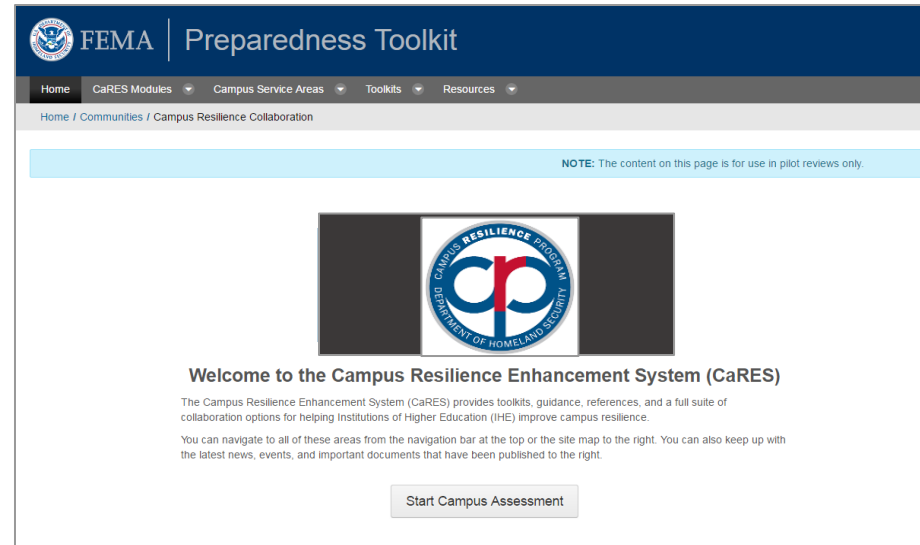 FEMA Preparedness Toolkit
Home CaRES Modules Campus Service Areas Toolkits Resources
Home / Communities / Campus Resilience Collaboration
NOTE: The content on this page is for use in pilot reviews only.
CAMPUS RESILIENCE PROGRAM
crp
DEPARTMENT OF HOMELAND SECURITY
Welcome to the Campus Resilience Enhancement System (CaRES)
The Campus Resilience Enhancement System (CaRES) provides toolkits, guidance, references, and a full suite of
collaboration options for helping Institutions of Higher Education (IHE) improve campus resilience.
You can navigate to all of these areas from the navigation bar at the top or the site map to the right. You can also keep up with
the latest news, events, and important documents that have been published to the right.
Start Campus Assessment